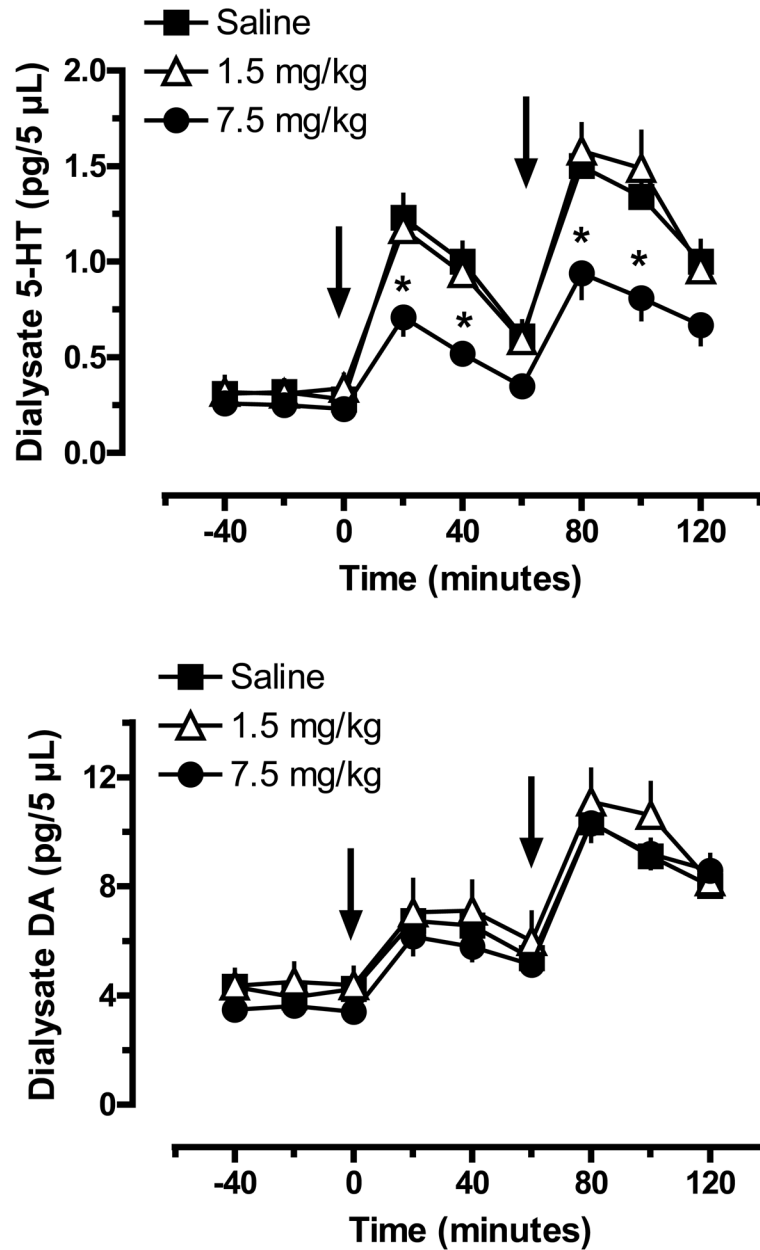 Saline
1.5 mg/kg
7.5 mg/kg
Dialysate 5-HT (pg/5 µL)
2.0
1.5
1.0
0.5
0.0
*
*
*
*
-40 0 40 80 120
Time (minutes)
Saline
1.5 mg/kg
7.5 mg/kg
Dialysate DA (pg/5 µL)
12
8
4
0
-40 0 40 80 120
Time (minutes)